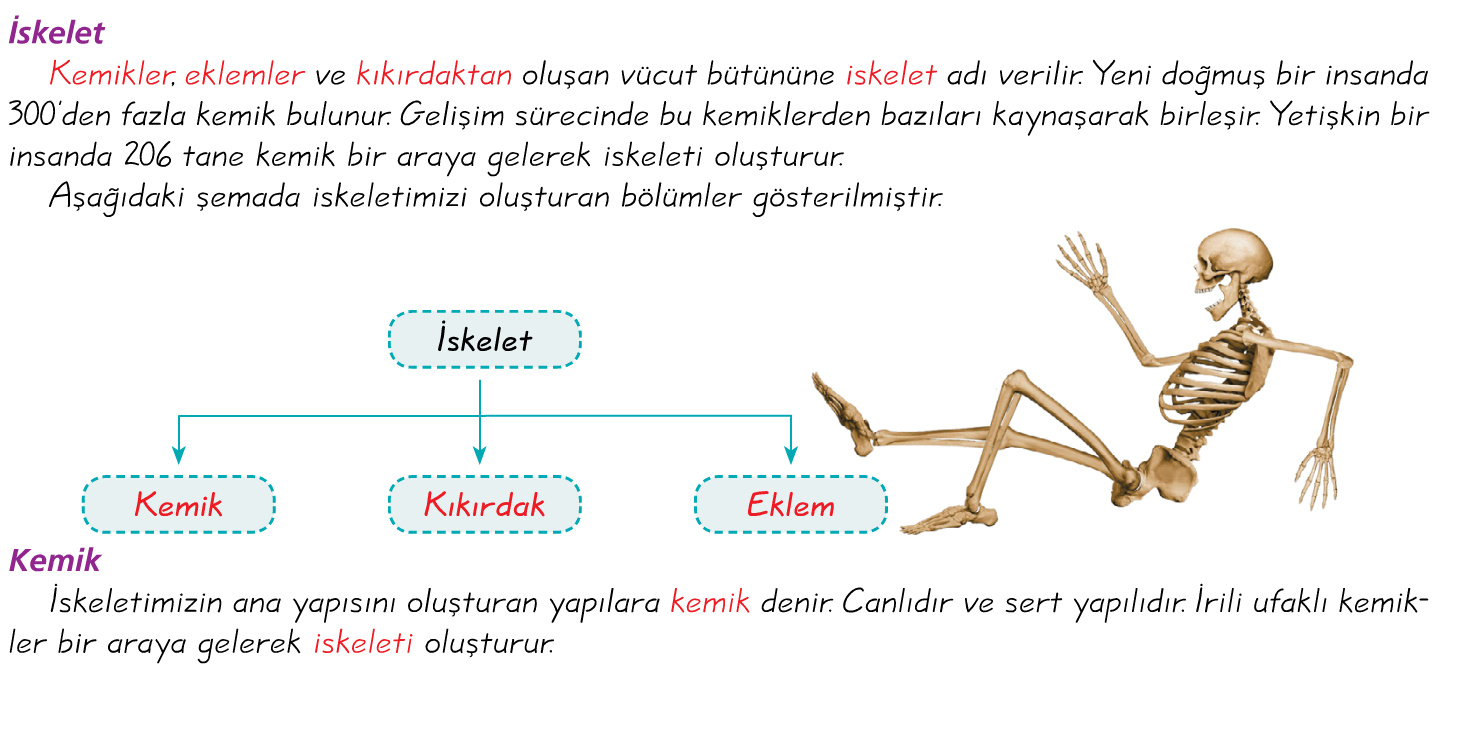 İskelet
Kemikler, eklemler ve kıkırdaktan oluşan vücut bütününe iskelet adı verilir. Yeni doğmuş bir insanda
300'den fazla kemik bulunur. Gelişim sürecinde bu kemiklerden bazıları kaynaşarak birleşir. Yetişkin bir
insanda 206 tane kemik bir araya gelerek iskeleti oluşturur.
Aşağıdaki şemada iskeletimizi oluşturan bölümler gösterilmiştir.
İskelet
Kemik
Kıkırdak
Eklem
Kemik
İskeletimizin ana yapısını oluşturan yapılara kemik denir. Canlıdır ve sert yapılıdır. İrili ufaklı kemik-
ler bir araya gelerek iskeleti oluşturur.